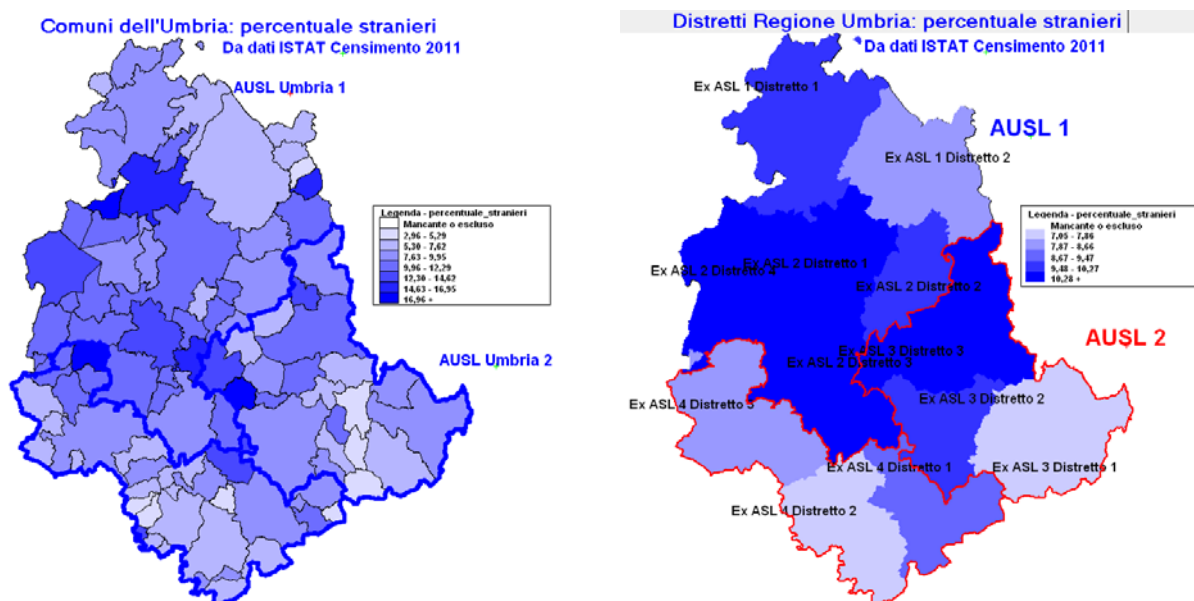 Comuni dell'Umbria: percentuale stranieri
Da dati ISTAT Censimento 2011
AUSL Umbria 1
Legenda - percentuale_stranieri
Mancante o escluso
2,96 - 5,29
5,30 - 7,62
7,63 - 9,95
9,96 - 12,29
12,30 - 14,62
14,63 - 16,95
16,96 +
AUSL Umbria 2
Distretti Regione Umbria: percentuale stranieri
Da dati ISTAT Censimento 2011
Ex ASL 1 Distretto 1
AUSL 1
Ex ASL 1 Distretto 2
Legenda - percentuale_stranieri
Mancante o escluso
7,05 - 7,86
7,87 - 8,66
8,67 - 9,47
9,48 - 10,27
10,28 +
Ex ASL 2 Distretto 1
Ex ASL 2 Distretto 4
Ex ASL 2 Distretto 2
AUSL 2
Ex ASL 3 Distretto 3
Ex ASL 2 Distretto 3
Ex ASL 3 Distretto 2
Ex ASL 4 Distretto 3
Ex ASL 4 Distretto 1
Ex ASL 3 Distretto 1
Ex ASL 4 Distretto 2